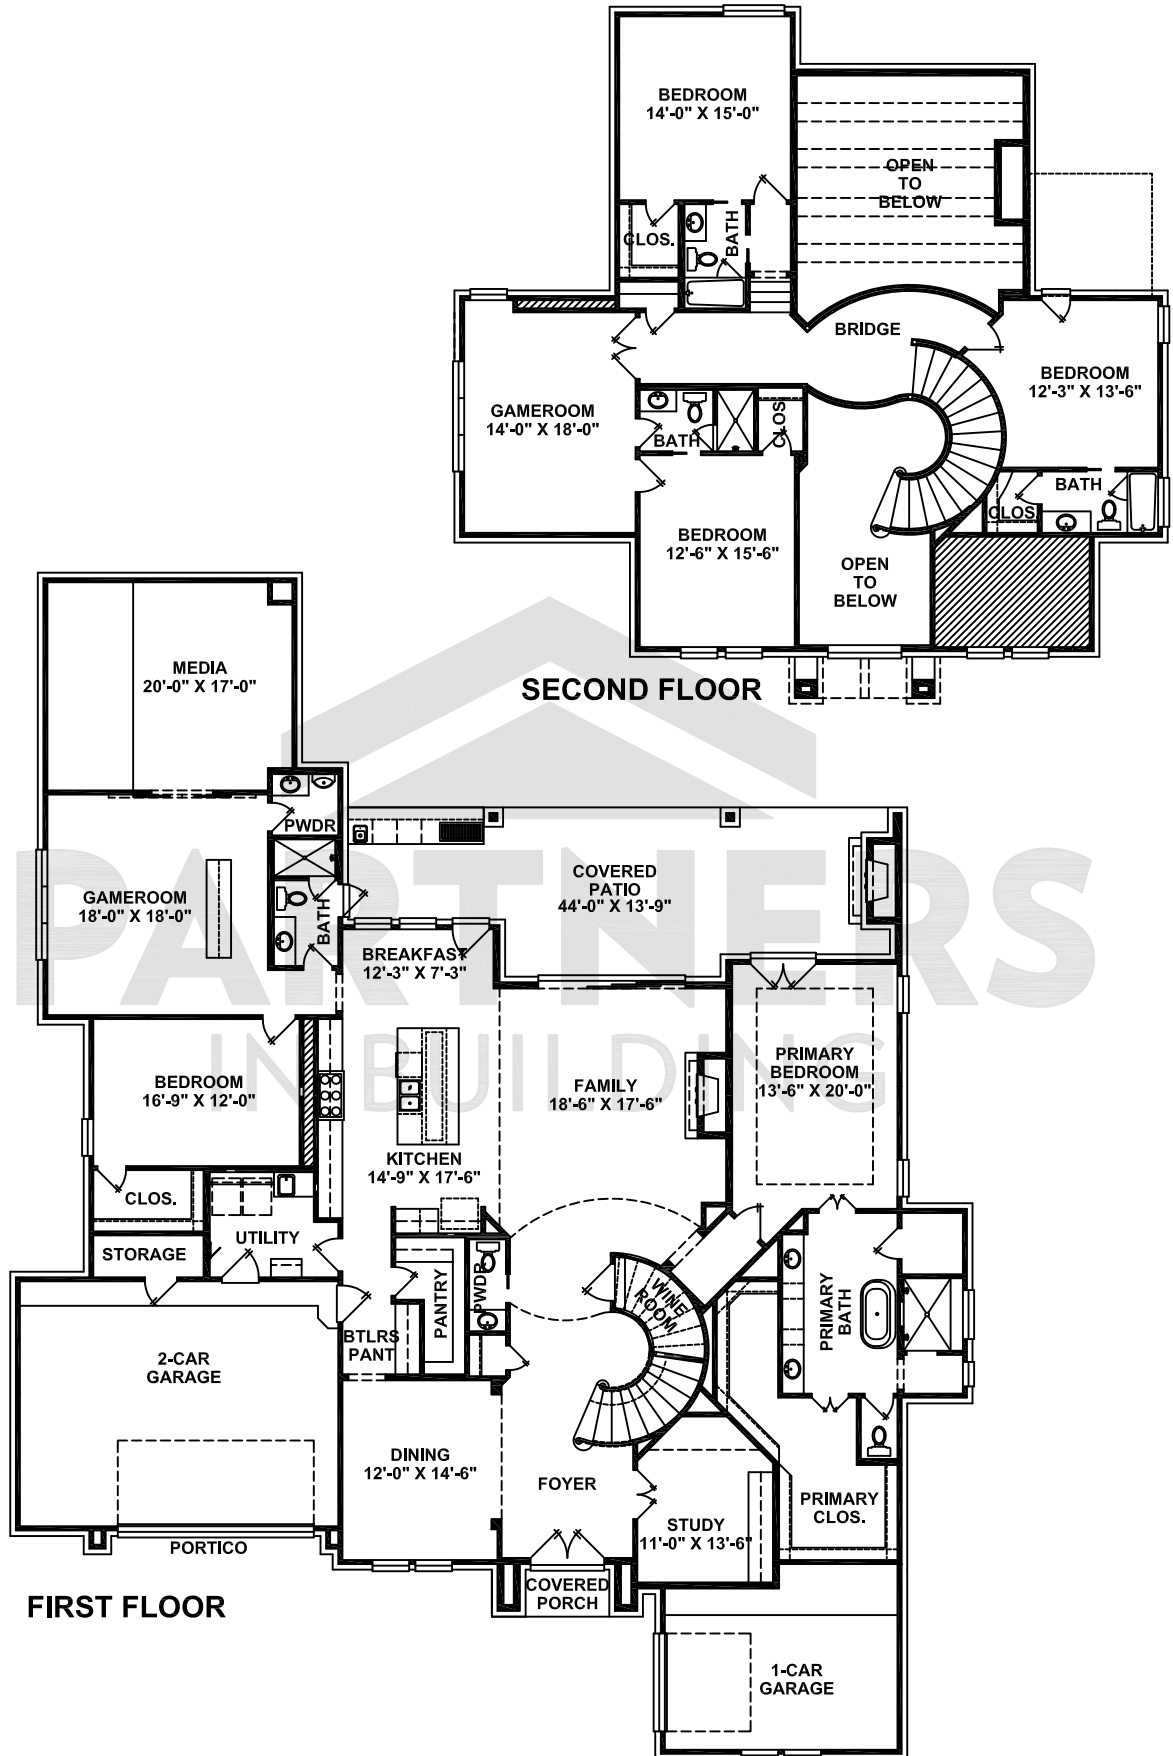 BEDROOM
14'-0" X 15'-0"
OPEN
TO
BELOW
CLOS.
BATH
BRIDGE
BEDROOM
12'-3" X 13'-6"
GAMEROOM
14'-0" X 18'-0"
BATH
CLOS
BATH
CLOS.
BEDROOM
12'-6" X 15'-6"
OPEN
TO
BELOW
SECOND FLOOR
MEDIA
20'-0" X 17'-0"
PWDR
GAMEROOM
18'-0" X 18'-0"
BATH
COVERED
PATIO
44'-0" X 13'-9"
BREAKFAST
12'-3" X 7'-3"
PARTNERS
IN BUILDING
BEDROOM
16'-9" X 12'-0"
FAMILY
18'-6" X 17'-6"
PRIMARY
BEDROOM
13'-6" X 20'-0"
KITCHEN
14'-9" X 17'-6"
CLOS.
UTILITY
STORAGE
PANTRY
PWDR
WINE
ROOM
PRIMARY
BATH
BTLRS
PANT
2-CAR
GARAGE
DINING
12'-0" X 14'-6"
FOYER
STUDY
11'-0" X 13'-6"
PRIMARY
CLOS.
PORTICO
COVERED
PORCH
FIRST FLOOR
1-CAR
GARAGE